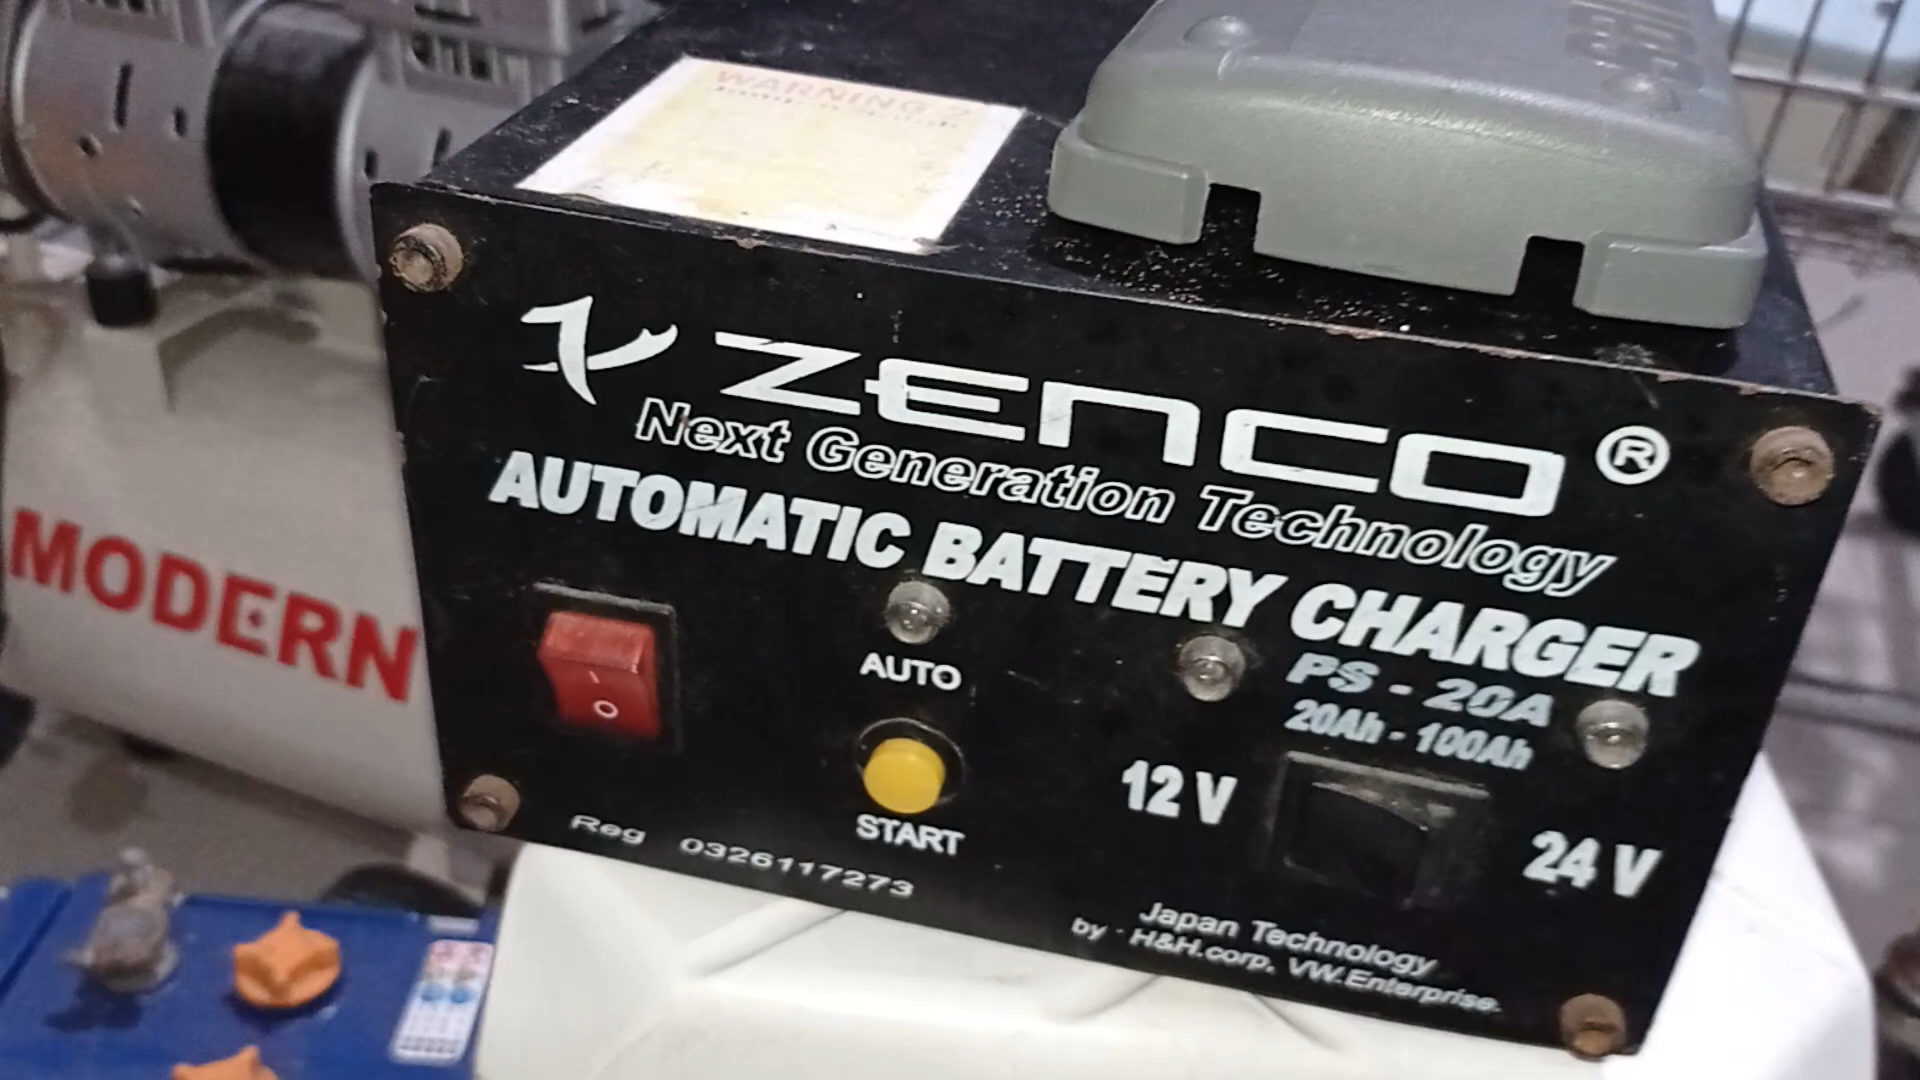 WARNING
ZENCO ®
Next Generation Technology
AUTOMATIC BATTERY CHARGER
PS - 20A
20Ah - 100Ah
AUTO
12 V
24 V
START
Reg 0326117273
Japan Technology
by · H&H.corp. VW.Enterprise.
MODERN